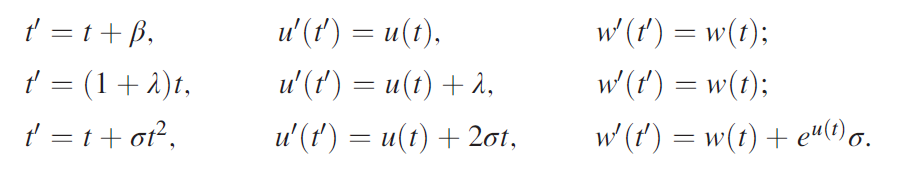 t′ = t + β, u′(t′) = u(t), w′(t′) = w(t);
t′ = (1 + λ)t, u′(t′) = u(t) + λ, w′(t′) = w(t);
t′ = t + σt², u′(t′) = u(t) + 2σt, w′(t′) = w(t) + e^{u(t)}σ.